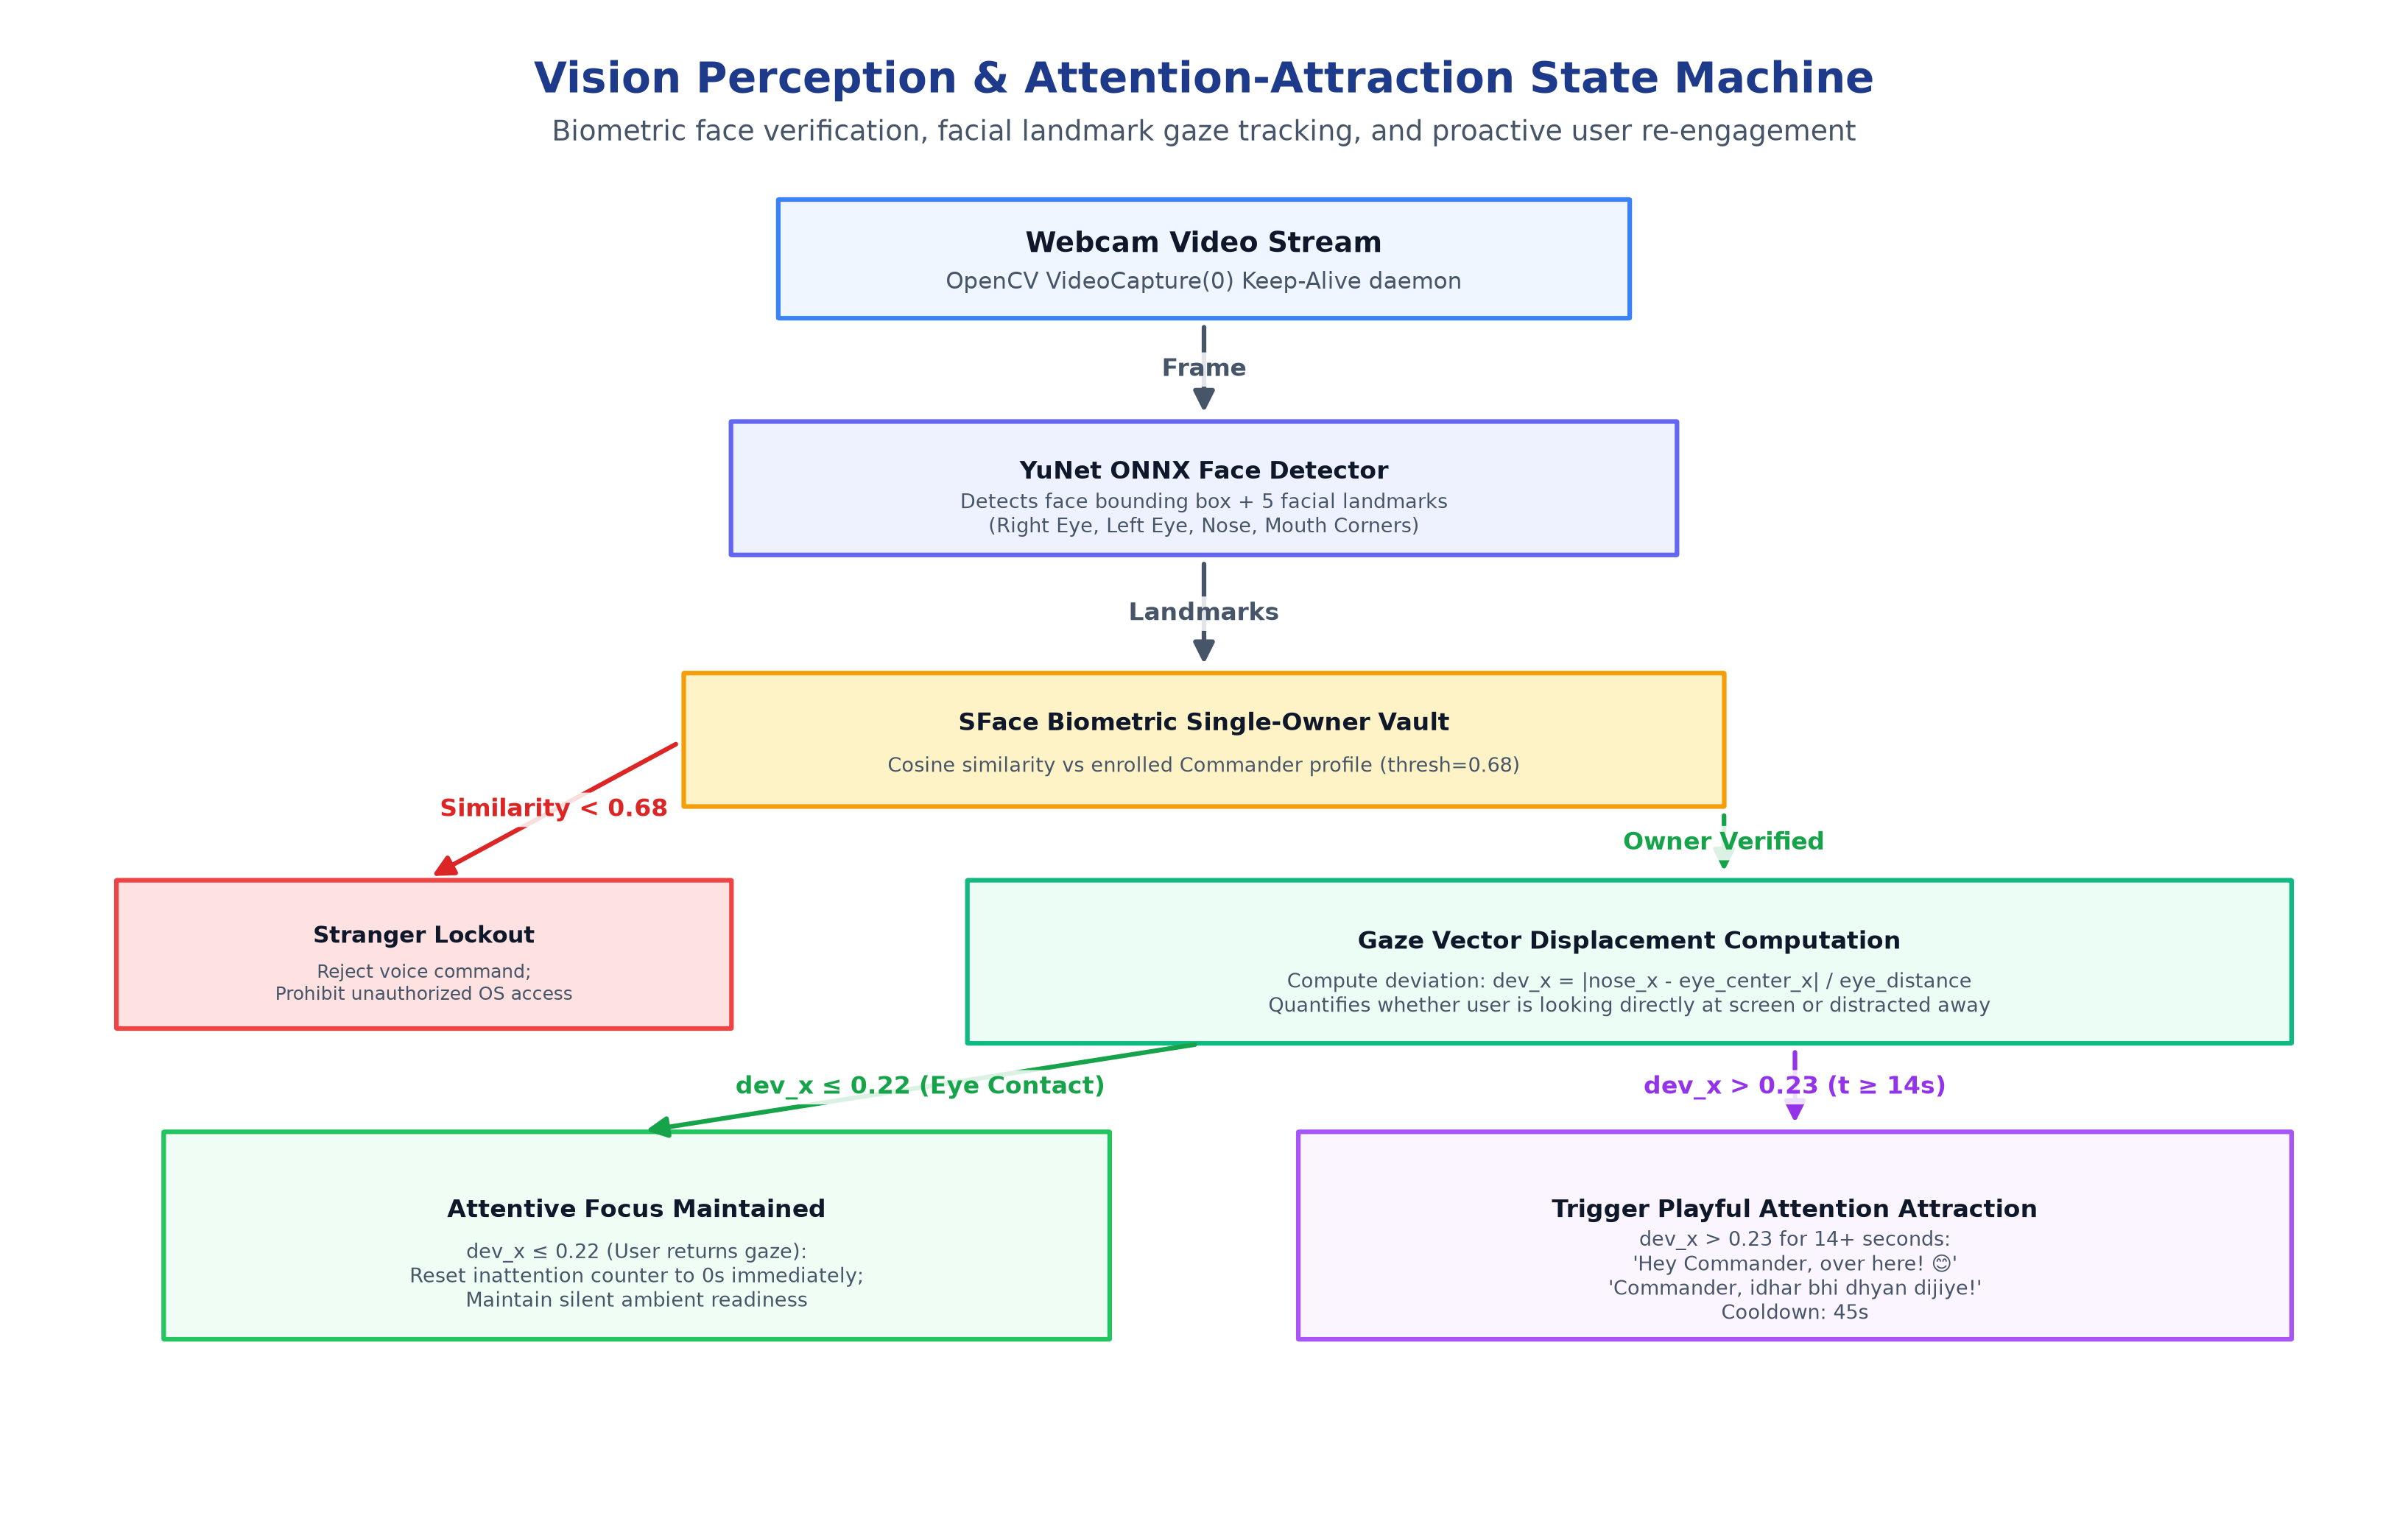 Vision Perception & Attention-Attraction State Machine
Biometric face verification, facial landmark gaze tracking, and proactive user re-engagement
Webcam Video Stream
OpenCV VideoCapture(0) Keep-Alive daemon
Frame
YuNet ONNX Face Detector
Detects face bounding box + 5 facial landmarks
(Right Eye, Left Eye, Nose, Mouth Corners)
Landmarks
SFace Biometric Single-Owner Vault
Cosine similarity vs enrolled Commander profile (thresh=0.68)
Similarity < 0.68
Owner Verified
Stranger Lockout
Reject voice command;
Prohibit unauthorized OS access
Gaze Vector Displacement Computation
Compute deviation: dev_x = |nose_x - eye_center_x| / eye_distance
Quantifies whether user is looking directly at screen or distracted away
dev_x ≤ 0.22 (Eye Contact)
dev_x > 0.23 (t ≥ 14s)
Attentive Focus Maintained
dev_x ≤ 0.22 (User returns gaze):
Reset inattention counter to 0s immediately;
Maintain silent ambient readiness
Trigger Playful Attention Attraction
dev_x > 0.23 for 14+ seconds:
'Hey Commander, over here! 😊'
'Commander, idhar bhi dhyan dijiye!'
Cooldown: 45s